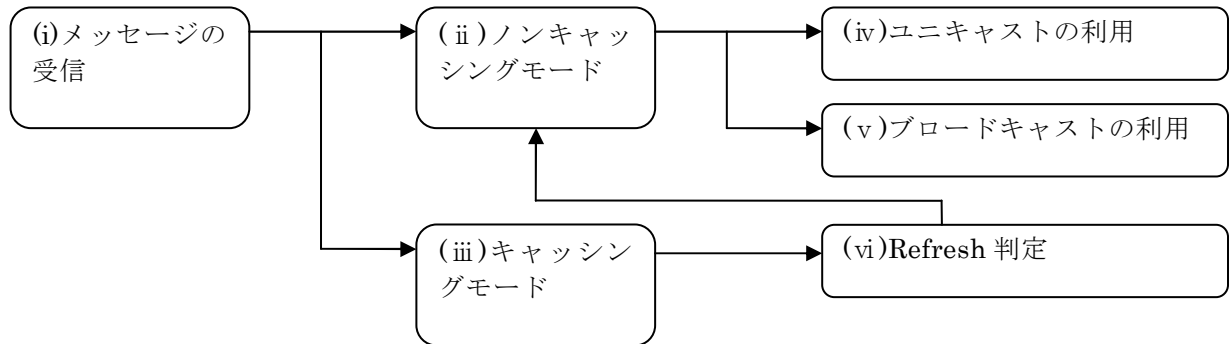 (ⅰ)メッセージの
受信
(ⅱ)ノンキャッ
シングモード
(ⅳ)ユニキャストの利用
(ⅴ)ブロードキャストの利用
(ⅲ)キャッシン
グモード
(ⅵ)Refresh 判定